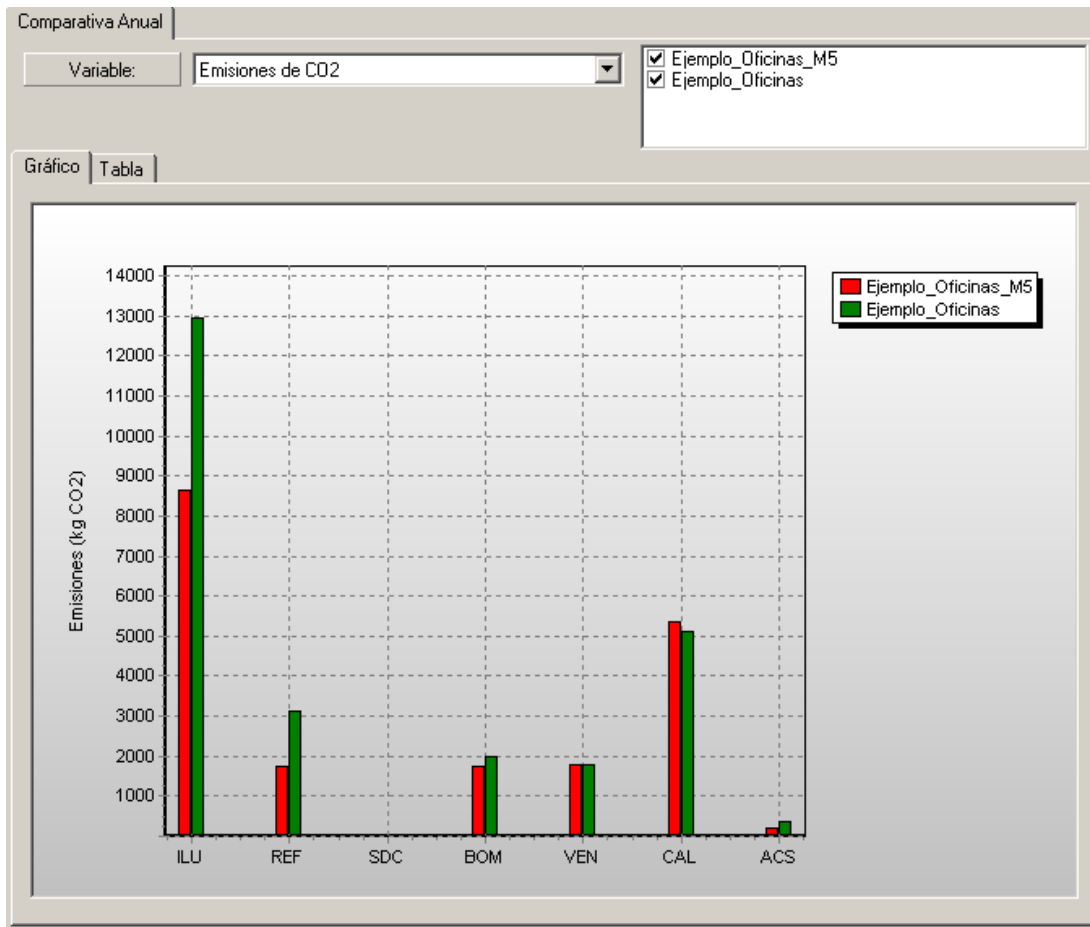 Comparativa Anual
Variable:
Emisiones de CO2
Ejemplo_Oficinas_M5
Ejemplo_Oficinas
Gráfico
Tabla
14000
13000
12000
11000
10000
9000
8000
7000
6000
5000
4000
3000
2000
1000
Emisiones (kg CO2)
ILU REF SDC BOM VEN CAL ACS
Ejemplo_Oficinas_M5
Ejemplo_Oficinas